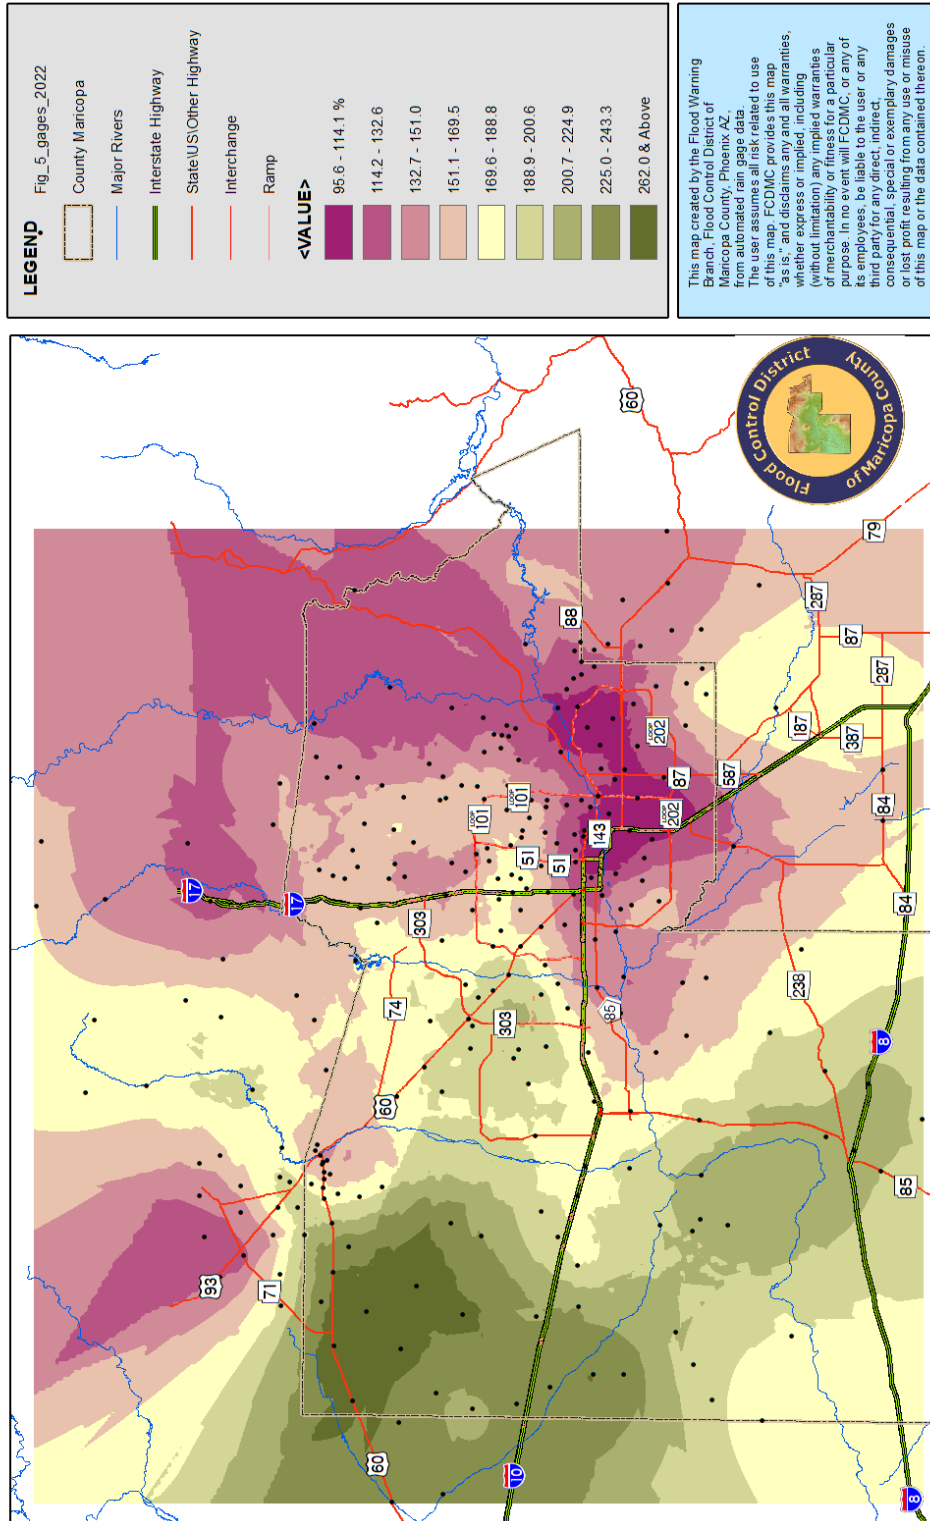 LEGEND
Fig_5_gages_2022
County Maricopa
Major Rivers
Interstate Highway
State\US\Other Highway
Interchange
Ramp
<VALUE>
95.6 - 114.1 %
114.2 - 132.6
132.7 - 151.0
151.1 - 169.5
169.6 - 188.8
188.9 - 200.6
200.7 - 224.9
225.0 - 243.3
262.0 & Above
This map created by the Flood Warning
Branch, Flood Control District of
Maricopa County, Phoenix AZ,
from automated rain gage data.
The user assumes all risk related to use
of this map. FCDMC provides this map
"as is," and disclaims any and all warranties,
whether express or implied, including
(without limitation) any implied warranties
of merchantability or fitness for a particular
purpose. In no event will FCDMC, or any of
its employees, be liable to the user or any
third party for any direct, indirect,
consequential, special or exemplary damages
or lost profit resulting from any use or misuse
of this map or the data contained thereon.
Flood Control District
of Maricopa County
93
71
60
17
17
74
60
303
303
LOOP
101
LOOP
101
51
51
143
88
60
10
85
LOOP
202
LOOP
202
87
587
187
387
287
87
287
79
84
84
238
85
8
8